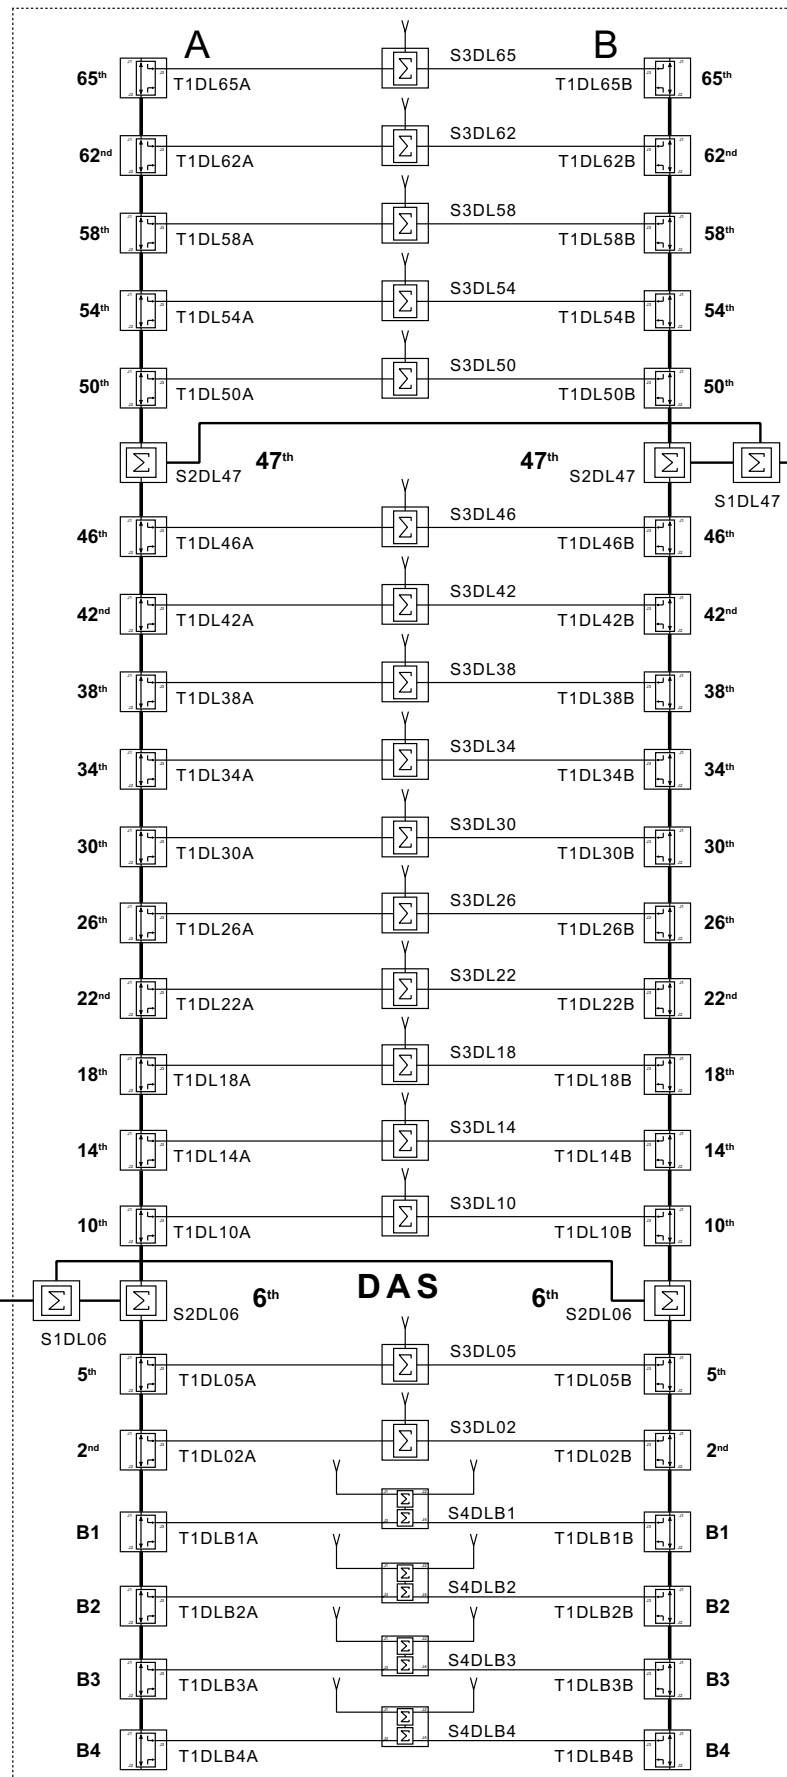 A B
65th S3DL65 65th
T1DL65A T1DL65B
62nd S3DL62 62nd
T1DL62A T1DL62B
58th S3DL58 58th
T1DL58A T1DL58B
54th S3DL54 54th
T1DL54A T1DL54B
50th S3DL50 50th
T1DL50A T1DL50B
Σ 47th 47th Σ Σ
S2DL47 S2DL47 S1DL47
46th S3DL46 46th
T1DL46A T1DL46B
42nd S3DL42 42nd
T1DL42A T1DL42B
38th S3DL38 38th
T1DL38A T1DL38B
34th S3DL34 34th
T1DL34A T1DL34B
30th S3DL30 30th
T1DL30A T1DL30B
26th S3DL26 26th
T1DL26A T1DL26B
22nd S3DL22 22nd
T1DL22A T1DL22B
18th S3DL18 18th
T1DL18A T1DL18B
14th S3DL14 14th
T1DL14A T1DL14B
10th S3DL10 10th
T1DL10A T1DL10B
Σ Σ 6th DAS 6th Σ
S1DL06 S2DL06 S2DL06
5th S3DL05 5th
T1DL05A T1DL05B
2nd S3DL02 2nd
T1DL02A T1DL02B
B1 S4DLB1 B1
T1DLB1A T1DLB1B
B2 S4DLB2 B2
T1DLB2A T1DLB2B
B3 S4DLB3 B3
T1DLB3A T1DLB3B
B4 S4DLB4 B4
T1DLB4A T1DLB4B